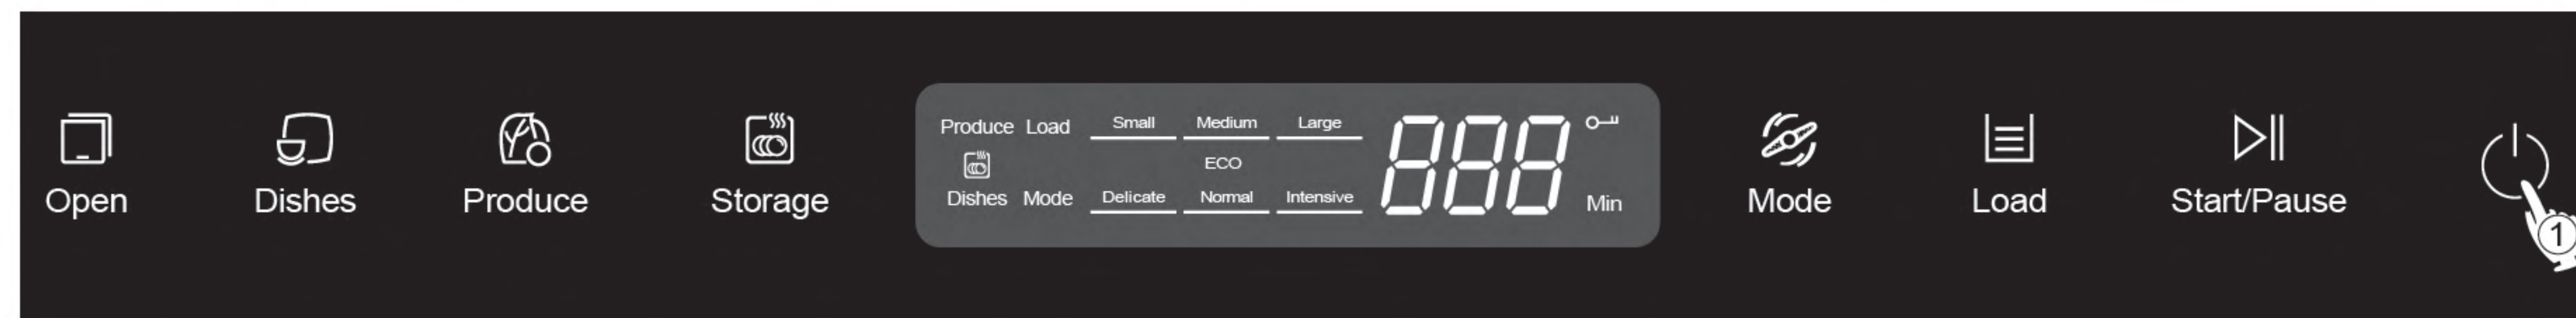 Open
Dishes
Produce
Storage
Produce Load Small Medium Large
ECO
Dishes Mode Delicate Normal Intensive
888
Min
Mode
Load
Start/Pause
1